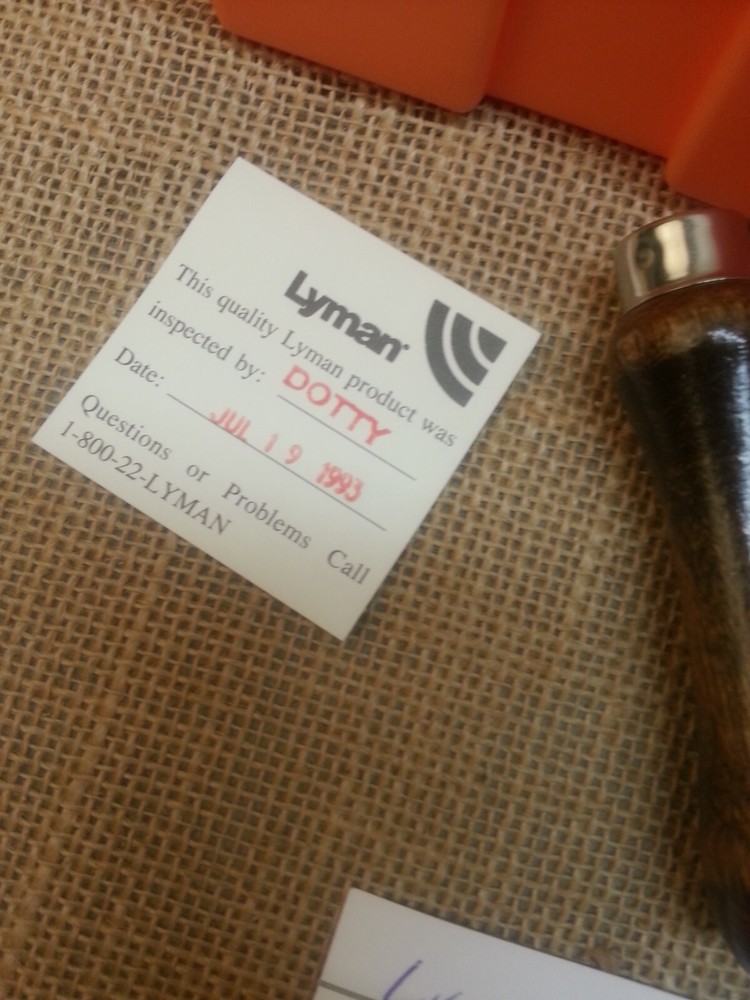 Lyman®
This quality Lyman product was
inspected by: DOTTY
Date: JUL 19 1993
Questions or Problems Call
1-800-22-LYMAN